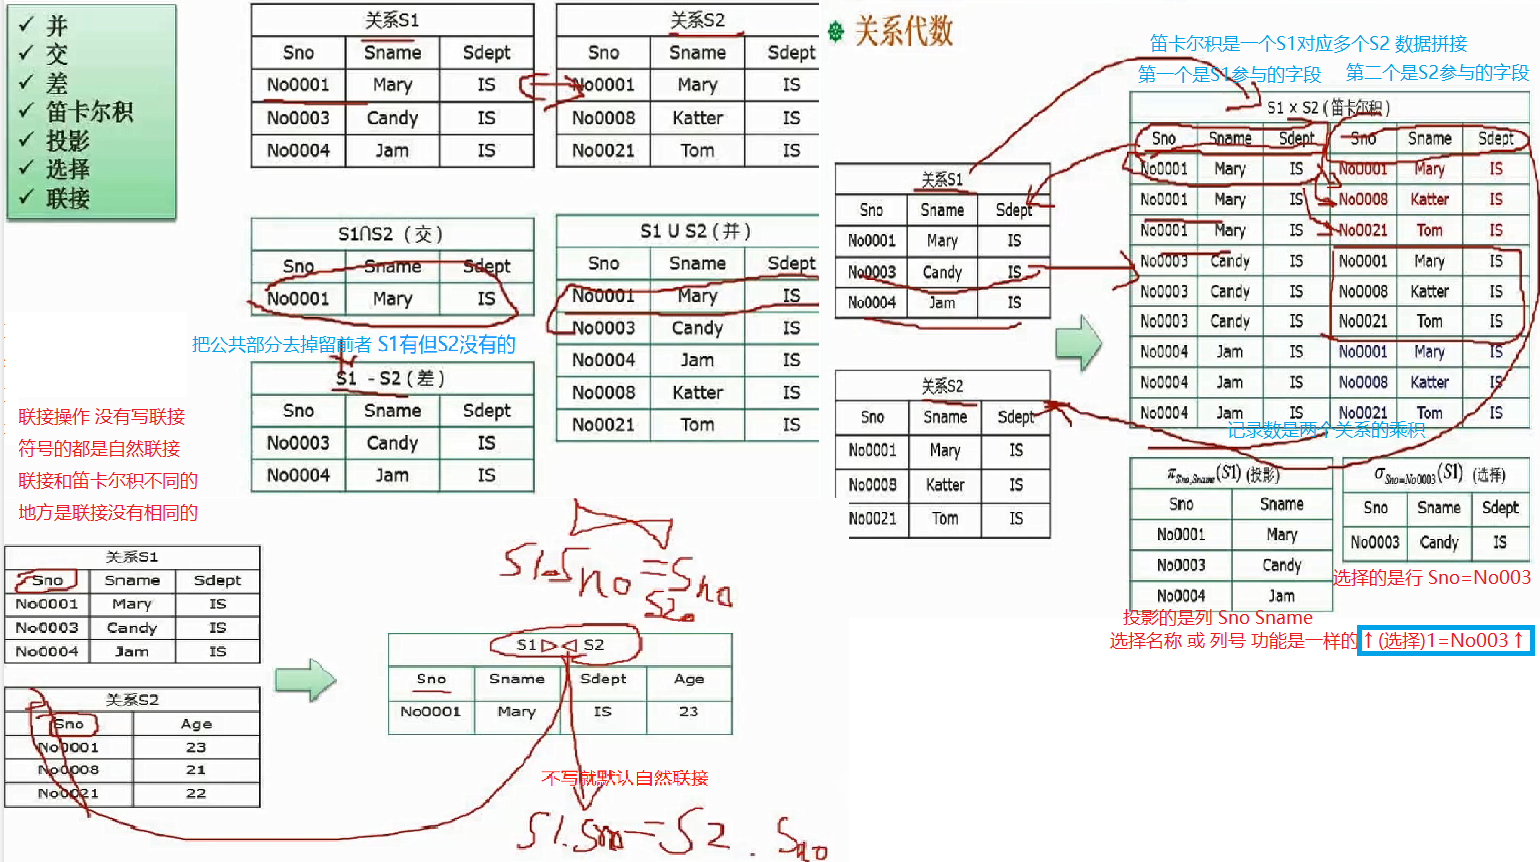 ✓ 并
✓ 交
✓ 差
✓ 笛卡尔积
✓ 投影
✓ 选择
✓ 联接
关系S1
Sno Sname Sdept
No0001 Mary IS
No0003 Candy IS
No0004 Jam IS
关系S2
Sno Sname Sdept
No0001 Mary IS
No0008 Katter IS
No0021 Tom IS
S1∩S2（交）
Sno Sname Sdept
No0001 Mary IS
S1 U S2（并）
Sno Sname Sdept
No0001 Mary IS
No0003 Candy IS
No0004 Jam IS
No0008 Katter IS
No0021 Tom IS
把公共部分去掉留前者 S1有但S2没有的
S1 - S2（差）
Sno Sname Sdept
No0003 Candy IS
No0004 Jam IS
联接操作 没有写联接
符号的都是自然联接
联接和笛卡尔积不同的
地方是联接没有相同的
关系S1
Sno Sname Sdept
No0001 Mary IS
No0003 Candy IS
No0004 Jam IS
关系S2
Sno Age
No0001 23
No0008 21
No0021 22
S1.Sno=Sno
S2.
S1▷◁S2
Sno Sname Sdept Age
No0001 Mary IS 23
不写就默认自然联接
S1.Sno=S2.Sno
关系代数
笛卡尔积是一个S1对应多个S2 数据拼接
第一个是S1参与的字段 第二个是S2参与的字段
关系S1
Sno Sname Sdept
No0001 Mary IS
No0003 Candy IS
No0004 Jam IS
关系S2
Sno Sname Sdept
No0001 Mary IS
No0008 Katter IS
No0021 Tom IS
S1 × S2（笛卡尔积）
Sno Sname Sdept Sno Sname Sdept
No0001 Mary IS No0001 Mary IS
No0001 Mary IS No0008 Katter IS
No0001 Mary IS No0021 Tom IS
No0003 Candy IS No0001 Mary IS
No0003 Candy IS No0008 Katter IS
No0003 Candy IS No0021 Tom IS
No0004 Jam IS No0001 Mary IS
No0004 Jam IS No0008 Katter IS
No0004 Jam IS No0021 Tom IS
记录数是两个关系的乘积
π Sno,Sname(S1) (投影)
Sno Sname
No0001 Mary
No0003 Candy
No0004 Jam
σ Sno=No0003(S1) (选择)
Sno Sname Sdept
No0003 Candy IS
选择的是行 Sno=No003
投影的是列 Sno Sname
选择名称 或 列号 功能是一样的 ↑(选择)1=No003↑